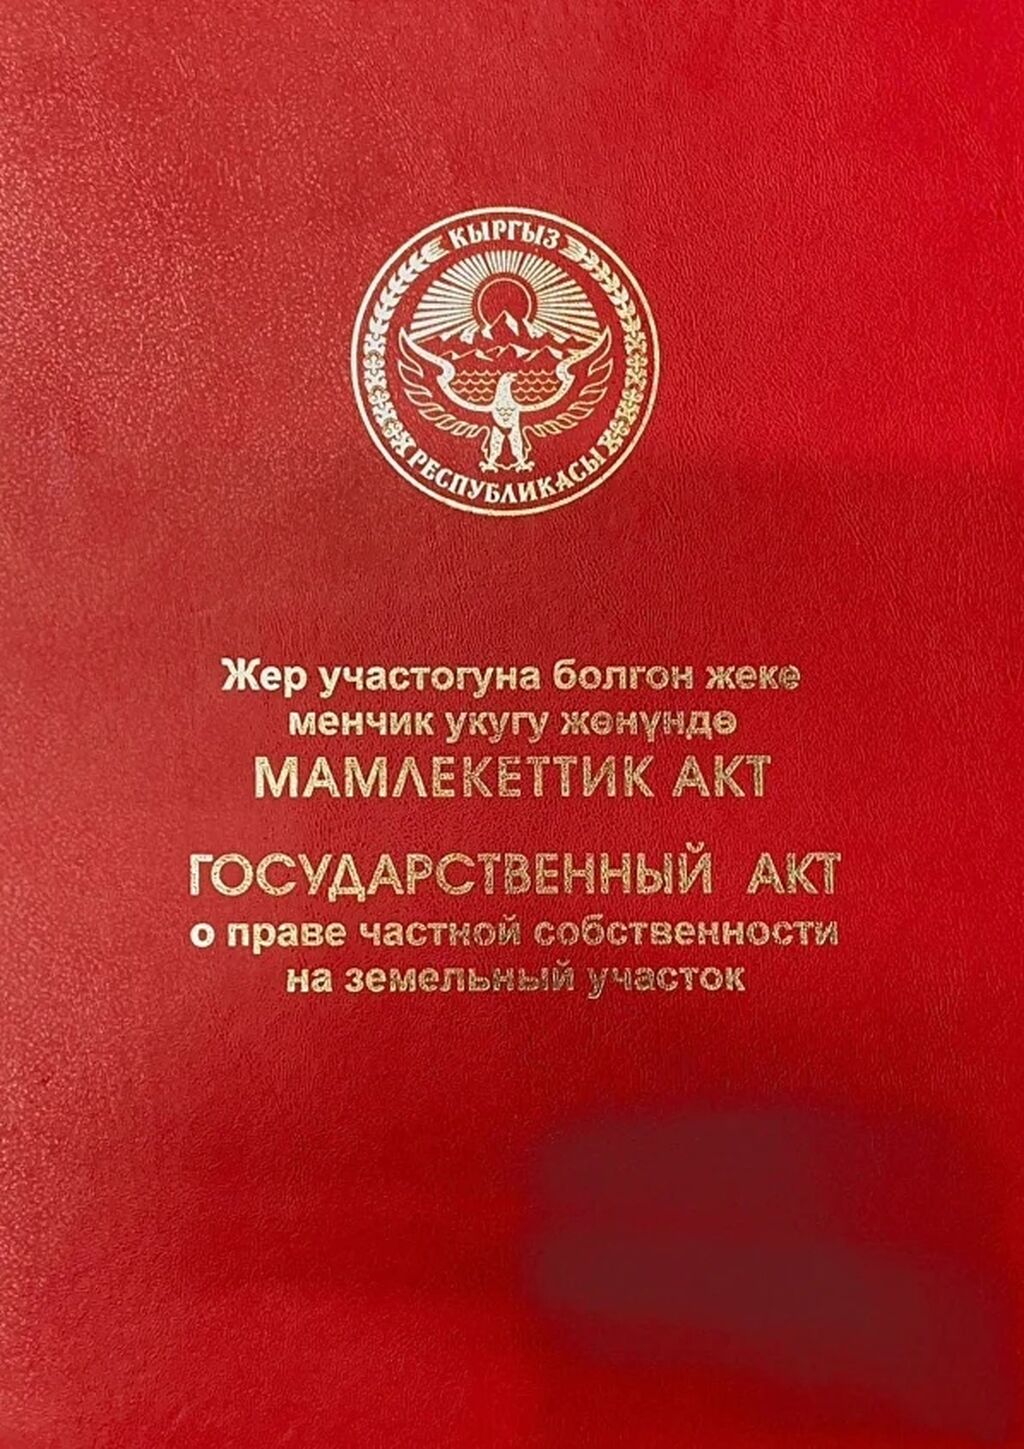 КЫРГЫЗ
РЕСПУБЛИКАСЫ
Жер участогуна болгон жеке
менчик укугу жөнүндө
МАМЛЕКЕТТИК АКТ
ГОСУДАРСТВЕННЫЙ АКТ
о праве частной собственности
на земельный участок